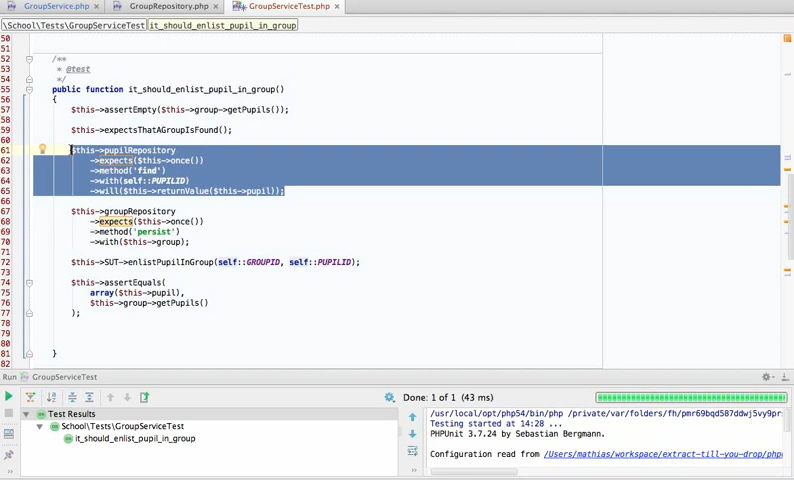 GroupService.php × GroupRepository.php × GroupServiceTest.php ×
\School\Tests\GroupServiceTest it_should_enlist_pupil_in_group
50
51
52 /**
53 * @test
54 */
55 public function it_should_enlist_pupil_in_group()
56 {
57 $this->assertEmpty($this->group->getPupils());
58
59 $this->expectsThatAGroupIsFound();
60
61 $this->pupilRepository
62 ->expects($this->once())
63 ->method('find')
64 ->with(self::PUPILID)
65 ->will($this->returnValue($this->pupil));
66
67 $this->groupRepository
68 ->expects($this->once())
69 ->method('persist')
70 ->with($this->group);
71
72 $this->SUT->enlistPupilInGroup(self::GROUPID, self::PUPILID);
73
74 $this->assertEquals(
75 array($this->pupil),
76 $this->group->getPupils()
77 );
78
79
80
81 }
82
Run GroupServiceTest
Done: 1 of 1 (43 ms)
Test Results
School\Tests\GroupServiceTest
it_should_enlist_pupil_in_group
/usr/local/opt/php54/bin/php /private/var/folders/fh/pmr69bqd587ddwj5vy9pr
Testing started at 14:28 ...
PHPUnit 3.7.24 by Sebastian Bergmann.
Configuration read from /Users/mathias/workspace/extract-till-you-drop/php